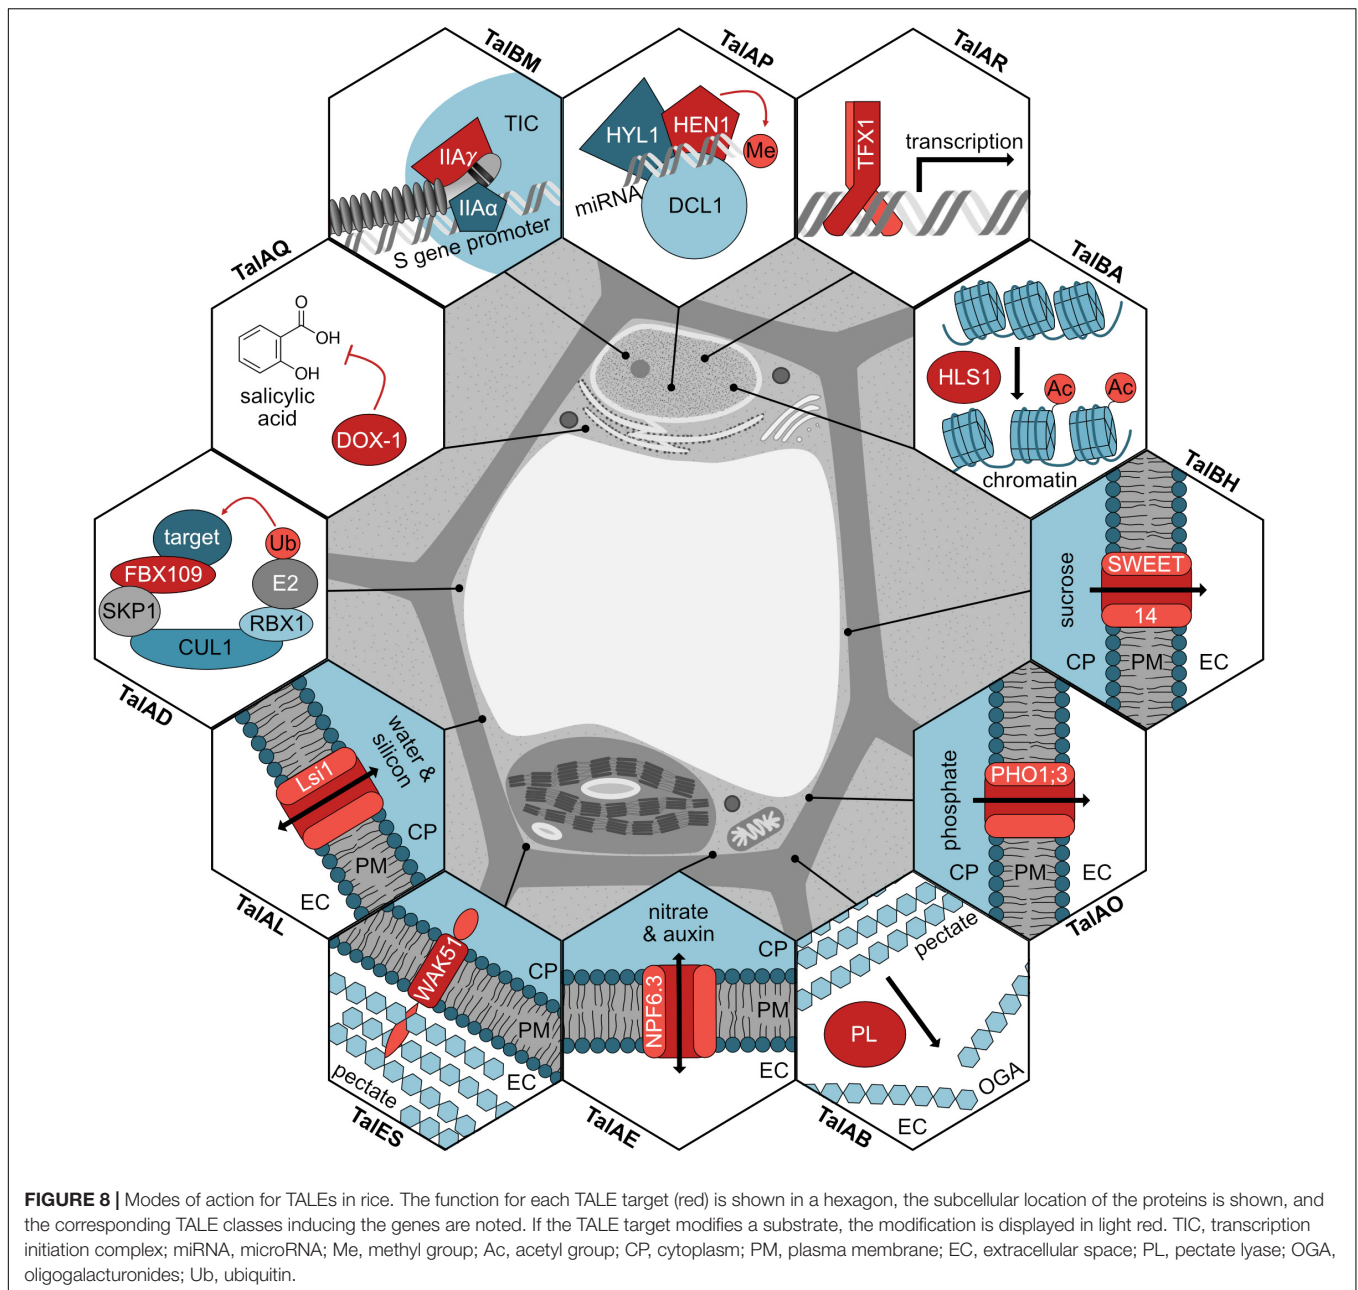 TalBM
TIC
IIAγ
IIAα
S gene promoter
TalAP
HYL1
HEN1
Me
miRNA
DCL1
TalAR
TFX1
transcription
TalBA
HLS1
Ac
Ac
chromatin
TalAQ
OH
O
OH
salicylic
acid
DOX-1
TalBH
sucrose
SWEET
14
CP
PM
EC
target
Ub
FBX109
E2
SKP1
RBX1
CUL1
TalAD
water &
silicon
Lsi1
CP
PM
EC
TalAL
phosphate
PHO1;3
CP
PM
EC
TalAO
WAK51
CP
PM
EC
pectate
TalES
nitrate
& auxin
CP
NPF6.3
PM
EC
TalAE
pectate
PL
OGA
EC
TalAB
FIGURE 8 | Modes of action for TALEs in rice. The function for each TALE target (red) is shown in a hexagon, the subcellular location of the proteins is shown, and
the corresponding TALE classes inducing the genes are noted. If the TALE target modifies a substrate, the modification is displayed in light red. TIC, transcription
initiation complex; miRNA, microRNA; Me, methyl group; Ac, acetyl group; CP, cytoplasm; PM, plasma membrane; EC, extracellular space; PL, pectate lyase; OGA,
oligogalacturonides; Ub, ubiquitin.